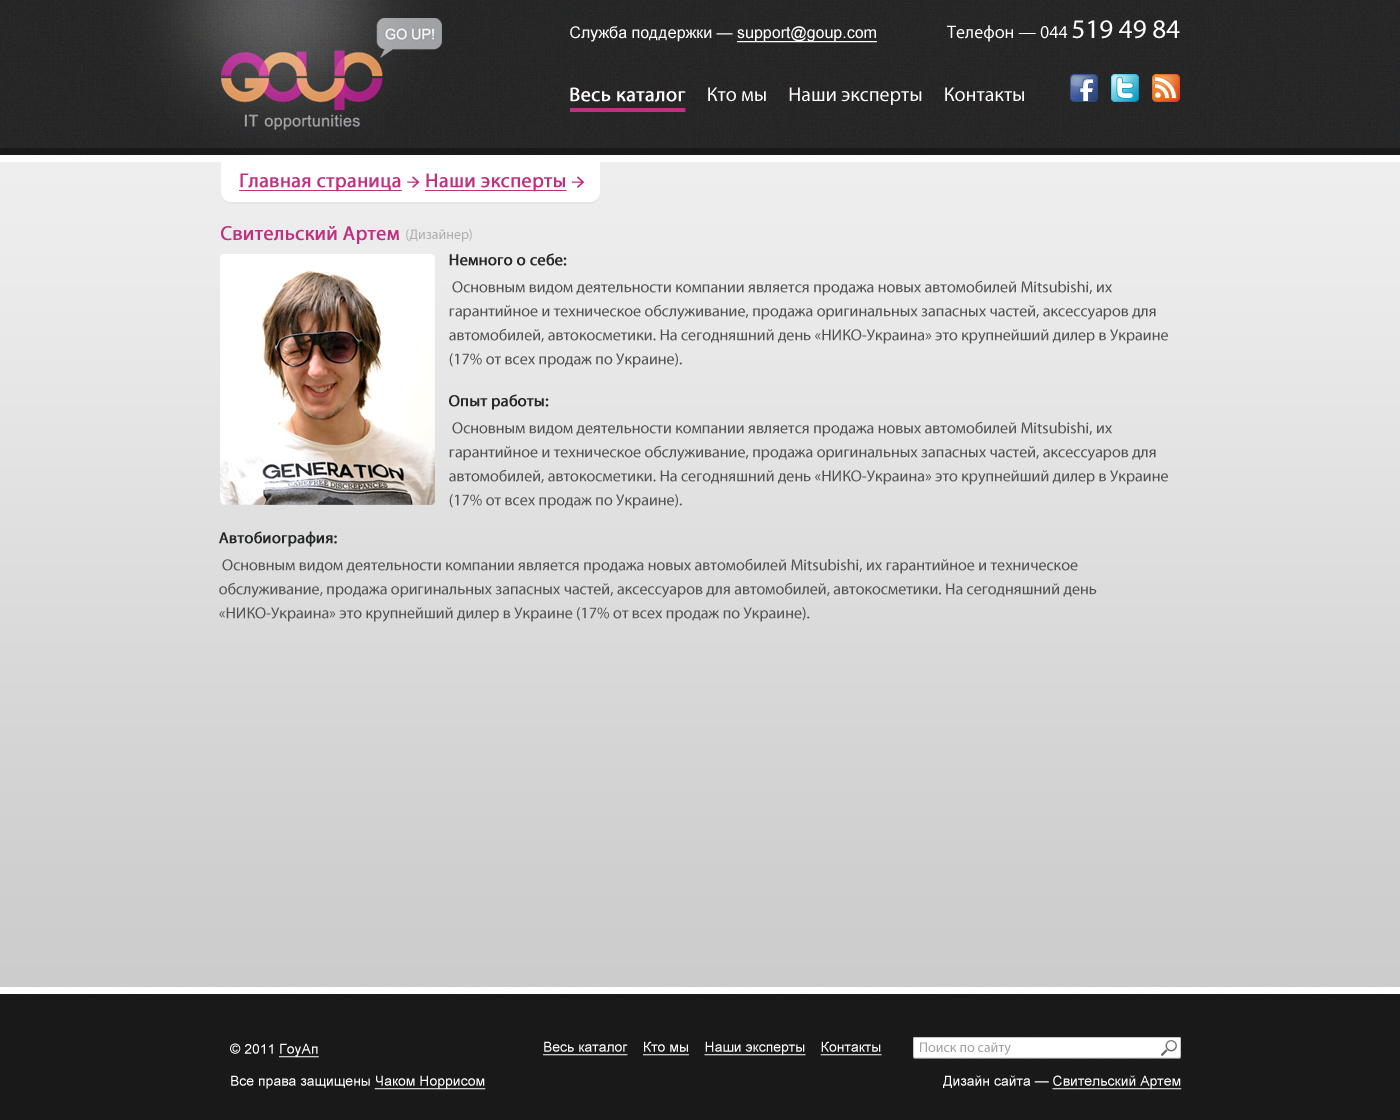 GO UP!
GOUP
IT opportunities
Служба поддержки — support@goup.com
Телефон — 044 519 49 84
Весь каталог Кто мы Наши эксперты Контакты
Главная страница → Наши эксперты →
Свительский Артем (Дизайнер)
GENERATION
CAREFREE DISCREPANCES
Немного о себе:
Основным видом деятельности компании является продажа новых автомобилей Mitsubishi, их
гарантийное и техническое обслуживание, продажа оригинальных запасных частей, аксессуаров для
автомобилей, автокосметики. На сегодняшний день «НИКО-Украина» это крупнейший дилер в Украине
(17% от всех продаж по Украине).
Опыт работы:
Основным видом деятельности компании является продажа новых автомобилей Mitsubishi, их
гарантийное и техническое обслуживание, продажа оригинальных запасных частей, аксессуаров для
автомобилей, автокосметики. На сегодняшний день «НИКО-Украина» это крупнейший дилер в Украине
(17% от всех продаж по Украине).
Автобиография:
Основным видом деятельности компании является продажа новых автомобилей Mitsubishi, их гарантийное и техническое
обслуживание, продажа оригинальных запасных частей, аксессуаров для автомобилей, автокосметики. На сегодняшний день
«НИКО-Украина» это крупнейший дилер в Украине (17% от всех продаж по Украине).
© 2011 ГоуАп
Весь каталог Кто мы Наши эксперты Контакты
Поиск по сайту
Все права защищены Чаком Норрисом
Дизайн сайта — Свительский Артем